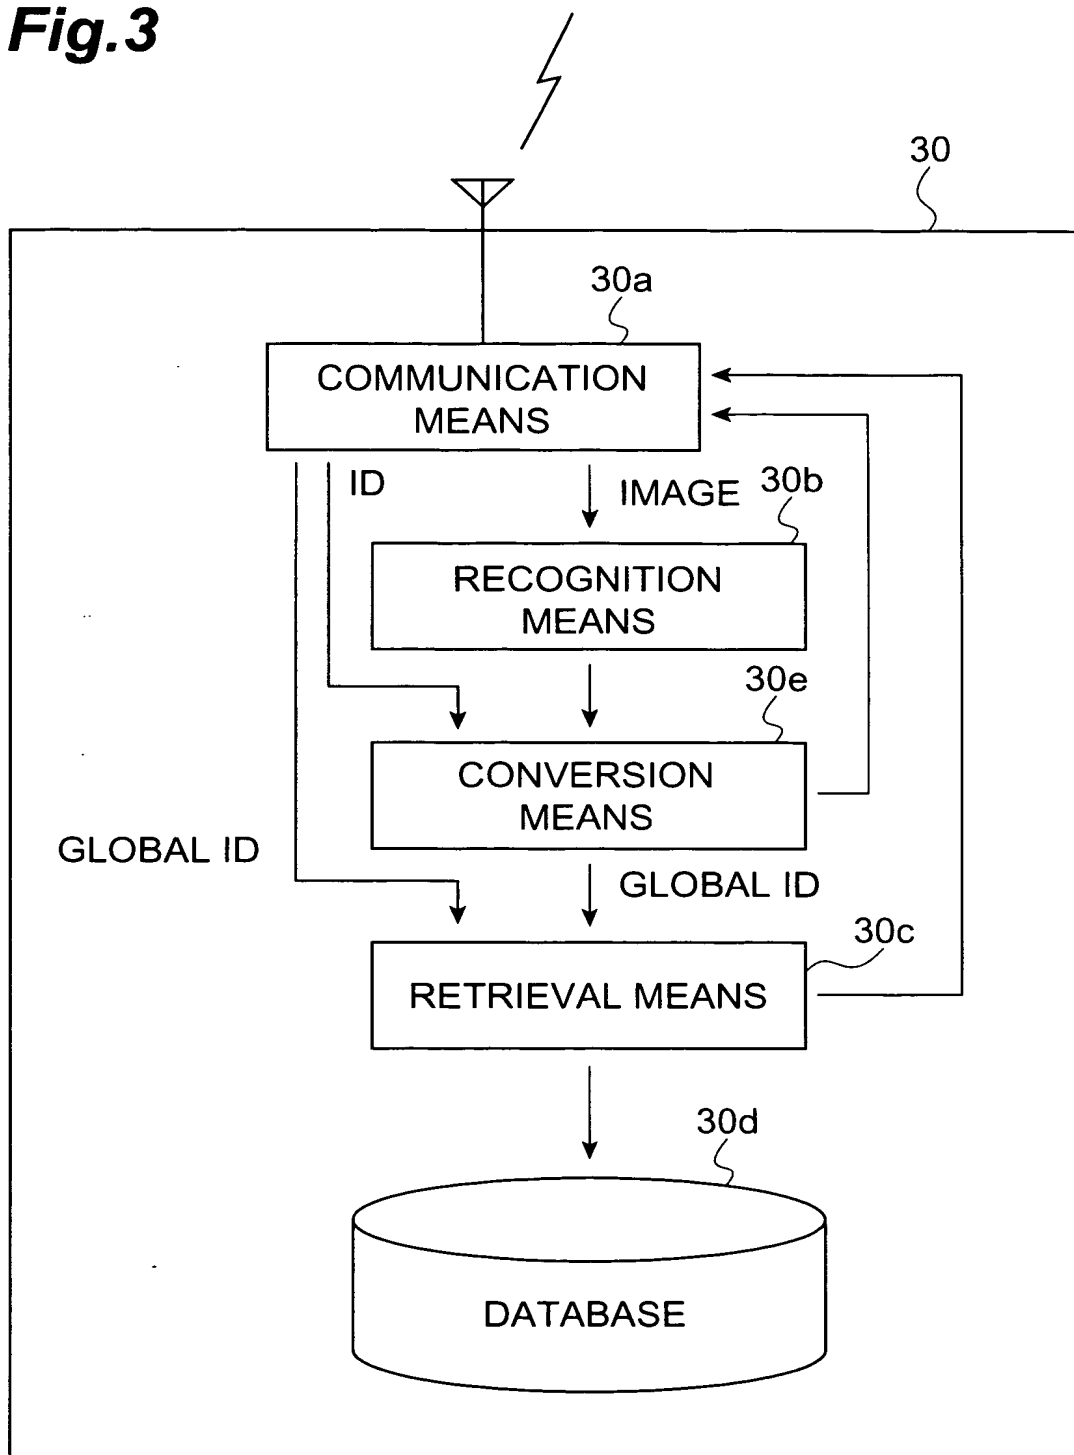 Fig.3
30
30a
COMMUNICATION
MEANS
ID
IMAGE
30b
RECOGNITION
MEANS
30e
CONVERSION
MEANS
GLOBAL ID
GLOBAL ID
30c
RETRIEVAL MEANS
30d
DATABASE